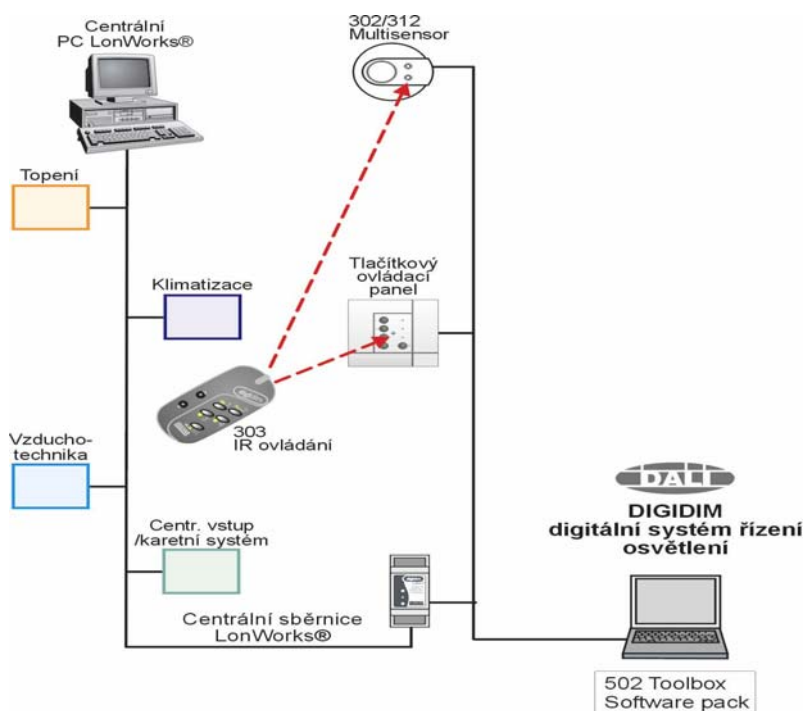 Centrální
PC LonWorks®
302/312
Multisensor
Topení
Klimatizace
Tlačítkový
ovládací
panel
303
IR ovládání
Vzducho-
technika
Centr. vstup
/karetní systém
Centrální sběrnice
LonWorks®
DALI
DIGIDIM
digitální systém řízení
osvětlení
502 Toolbox
Software pack